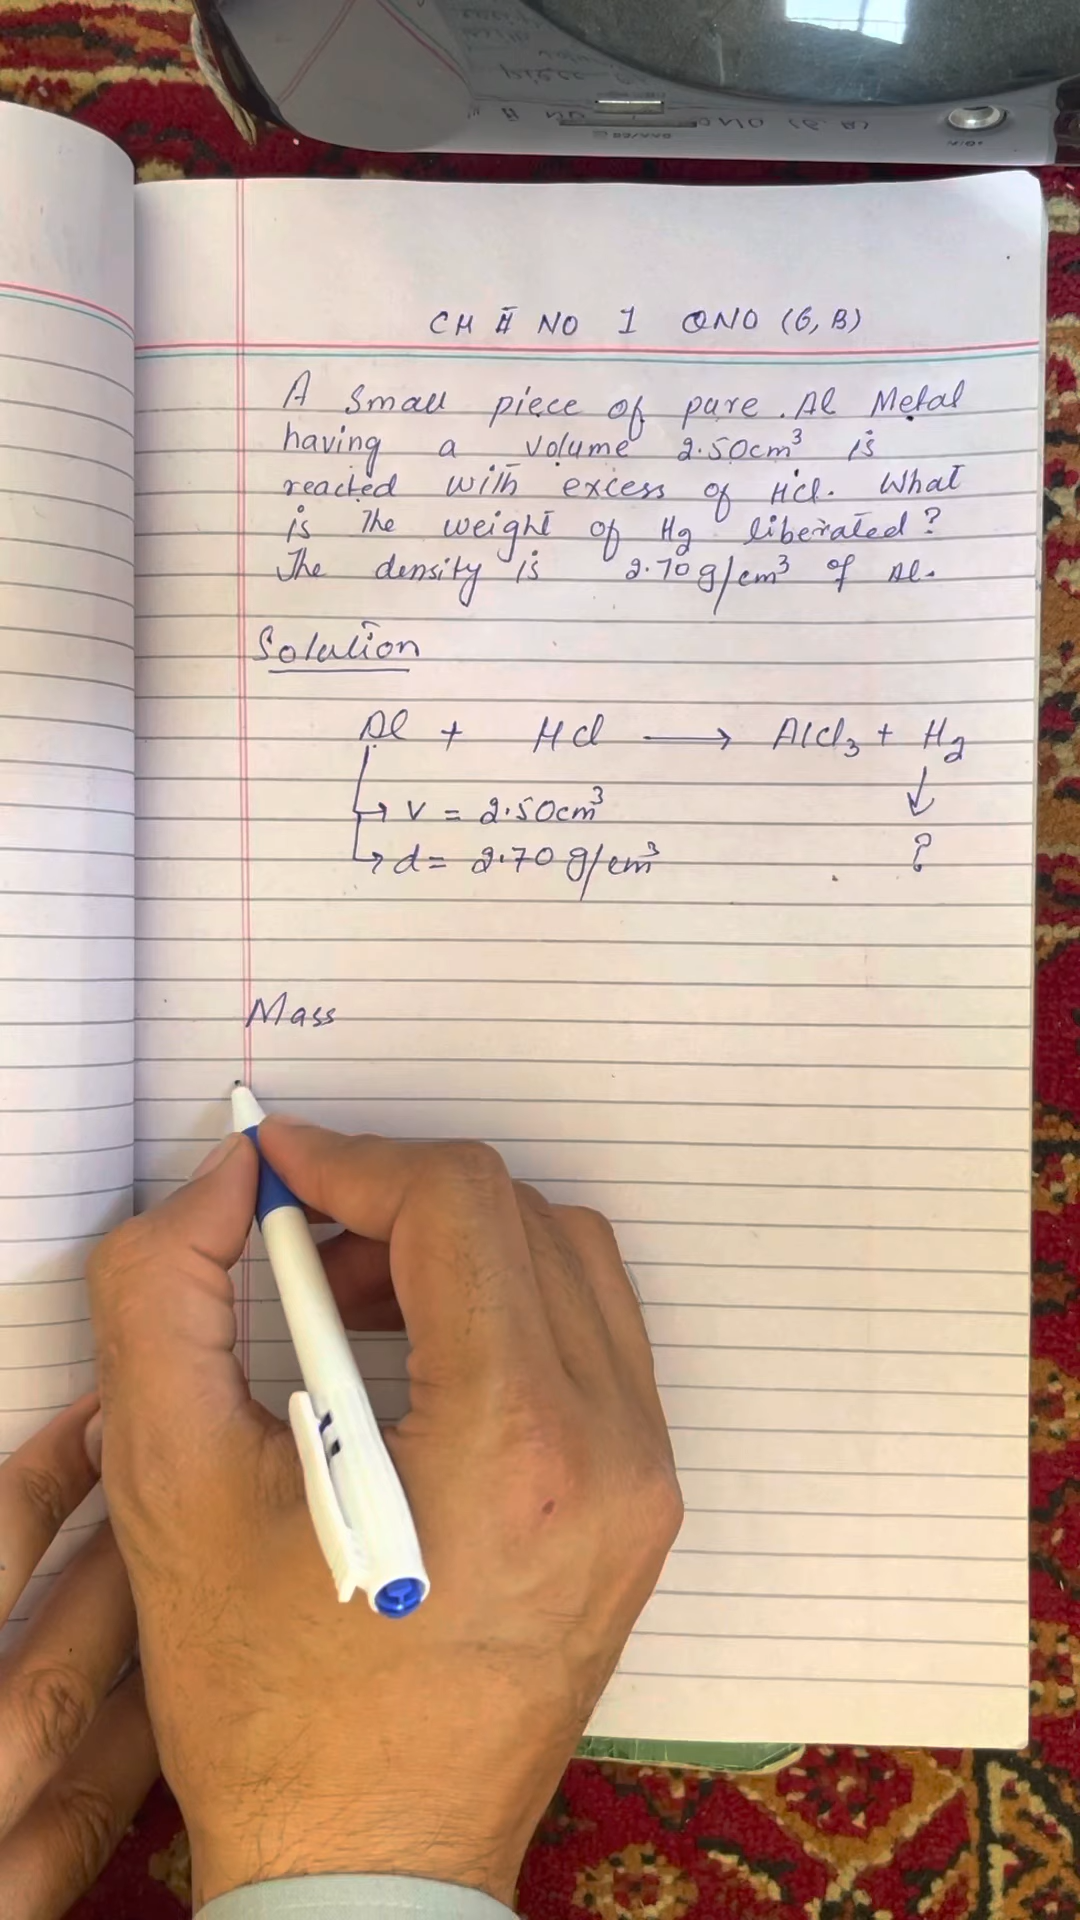 CH # NO 1 QNO (6, B)
A Small piece of pure Al Metal
having a volume 2.50cm³ is
reacted with excess of HCl. What
is The weight of H2 liberated?
The density is 2.70g/cm³ of Al.
Solution
Al + HCl → AlCl3 + H2
→ V = 2.50cm³ ↓
→ d = 2.70 g/cm³ ?
Mass